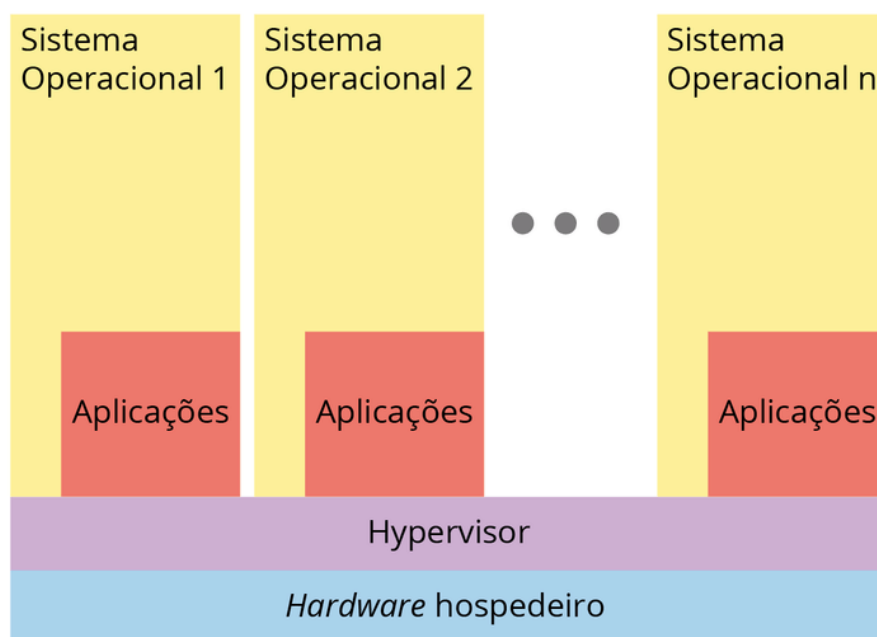 Sistema
Operacional 1
Sistema
Operacional 2
Sistema
Operacional n
Aplicações
Aplicações
Aplicações
Hypervisor
Hardware hospedeiro